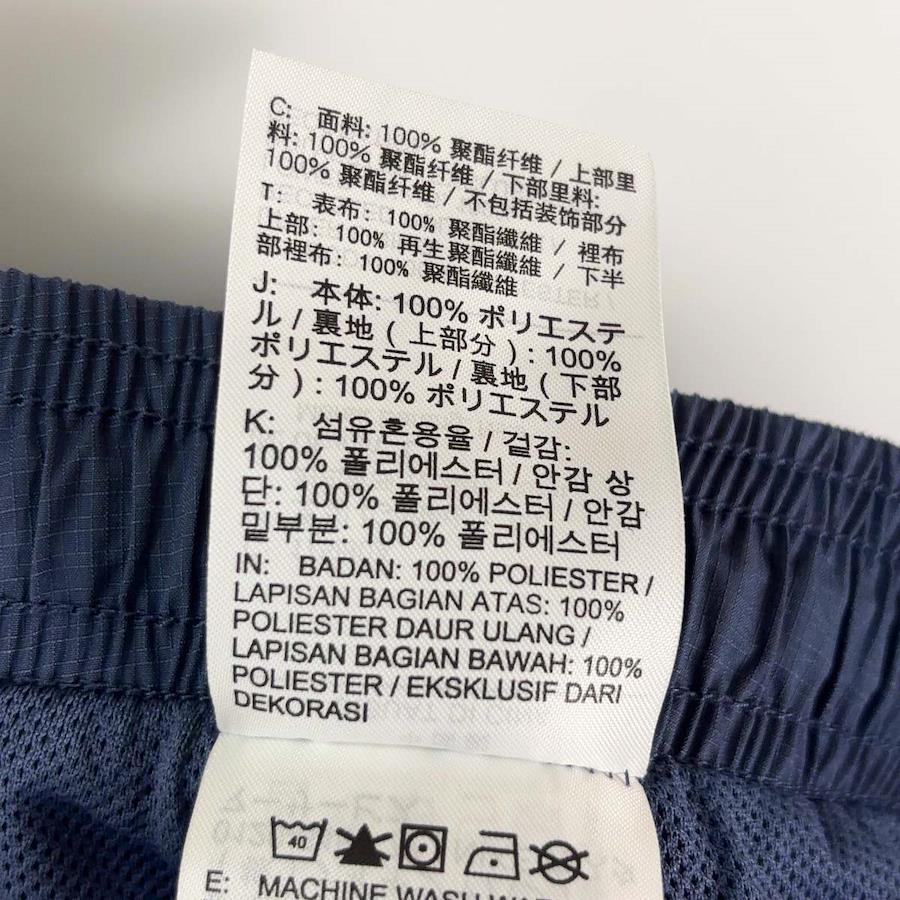 C: 面料: 100% 聚酯纤维 / 上部里
料: 100% 聚酯纤维 / 下部里料:
100% 聚酯纤维 / 不包括装饰部分
T: 表布: 100% 聚酯纖維 / 裡布
上部: 100% 再生聚酯纖維 / 下半
部裡布: 100% 聚酯纖維
J: 本体: 100% ポリエステ
ル / 裏地 ( 上部分 ) : 100%
ポリエステル / 裏地 ( 下部
分 ) : 100% ポリエステル
K: 섬유혼용율 / 겉감:
100% 폴리에스터 / 안감 상
단: 100% 폴리에스터 / 안감
밑부분: 100% 폴리에스터
IN: BADAN: 100% POLIESTER /
LAPISAN BAGIAN ATAS: 100%
POLIESTER DAUR ULANG /
LAPISAN BAGIAN BAWAH: 100%
POLIESTER / EKSKLUSIF DARI
DEKORASI
40
E: MACHINE WASH WAR